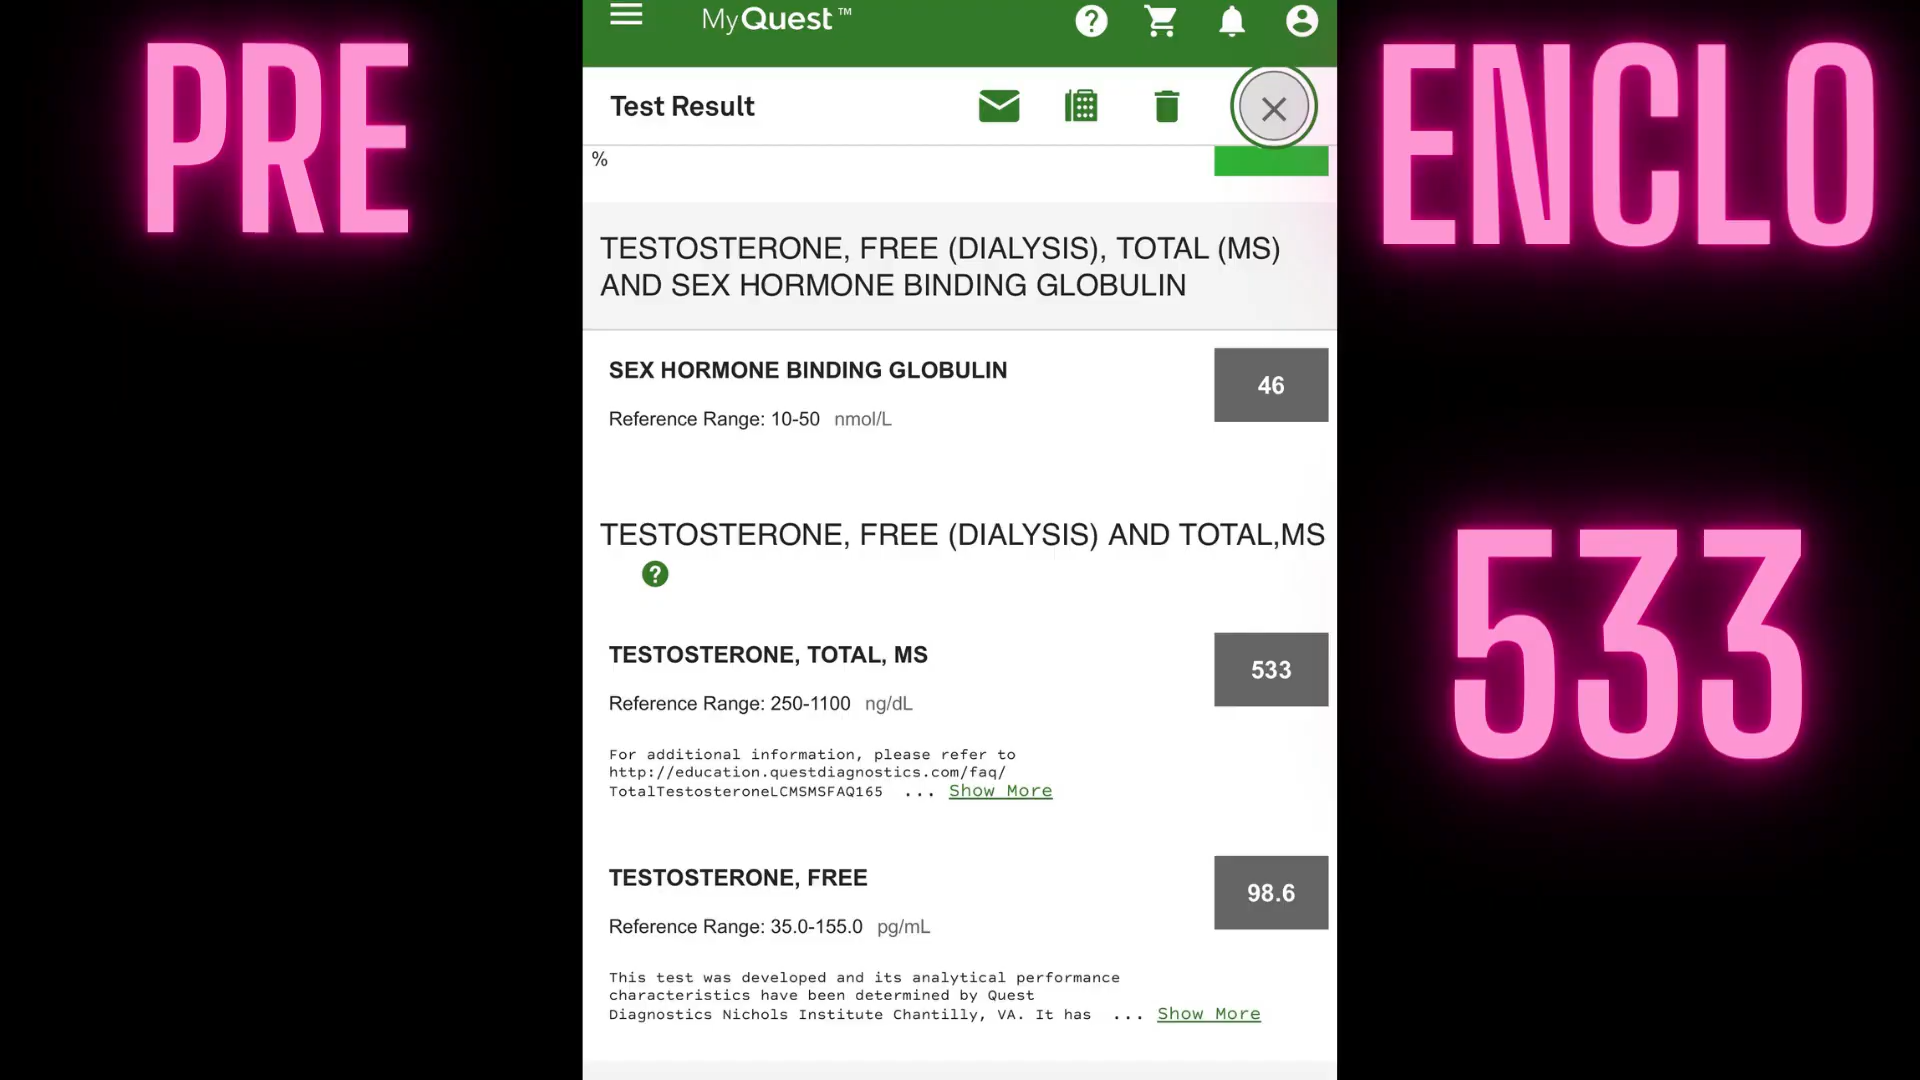 PRE
ENCLO
533
MyQuest™
Test Result
%
TESTOSTERONE, FREE (DIALYSIS), TOTAL (MS)
AND SEX HORMONE BINDING GLOBULIN
SEX HORMONE BINDING GLOBULIN
46
Reference Range: 10-50 nmol/L
TESTOSTERONE, FREE (DIALYSIS) AND TOTAL,MS
?
TESTOSTERONE, TOTAL, MS
533
Reference Range: 250-1100 ng/dL
For additional information, please refer to
http://education.questdiagnostics.com/faq/
TotalTestosteroneLCMSMSFAQ165 ... Show More
TESTOSTERONE, FREE
98.6
Reference Range: 35.0-155.0 pg/mL
This test was developed and its analytical performance
characteristics have been determined by Quest
Diagnostics Nichols Institute Chantilly, VA. It has ... Show More